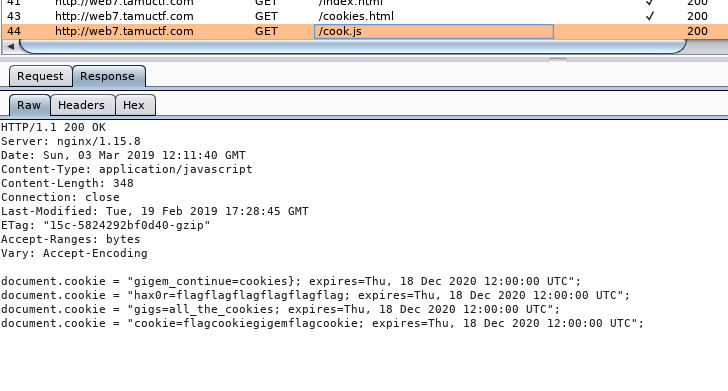 41 http://web7.tamuctf.com GET /index.html ✓ 200
43 http://web7.tamuctf.com GET /cookies.html ✓ 200
44 http://web7.tamuctf.com GET /cook.js 200
Request Response
Raw Headers Hex
HTTP/1.1 200 OK
Server: nginx/1.15.8
Date: Sun, 03 Mar 2019 12:11:40 GMT
Content-Type: application/javascript
Content-Length: 348
Connection: close
Last-Modified: Tue, 19 Feb 2019 17:28:45 GMT
ETag: "15c-5824292bf0d40-gzip"
Accept-Ranges: bytes
Vary: Accept-Encoding
document.cookie = "gigem_continue=cookies}; expires=Thu, 18 Dec 2020 12:00:00 UTC";
document.cookie = "hax0r=flagflagflagflagflagflag; expires=Thu, 18 Dec 2020 12:00:00 UTC";
document.cookie = "gigs=all_the_cookies; expires=Thu, 18 Dec 2020 12:00:00 UTC";
document.cookie = "cookie=flagcookiegigemflagcookie; expires=Thu, 18 Dec 2020 12:00:00 UTC";